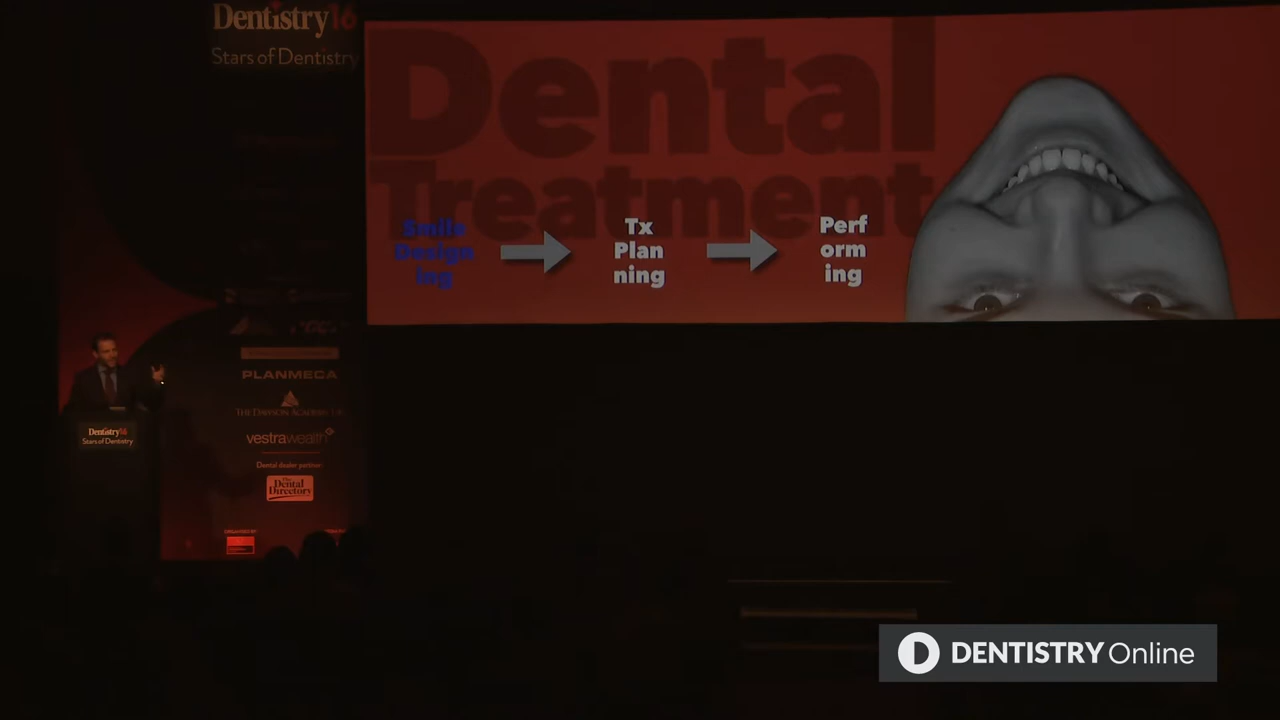 Dentistry16
Stars of Dentistry
Dental
Treatment
Smile
Design
ing
Tx
Plan
ning
Perf
orm
ing
PLANMECA
THE DAWSON ACADEMY UK
vestrawealth
Dental dealer partner
The
Dental
Directory
Dentistry16
Stars of Dentistry
DENTISTRY Online